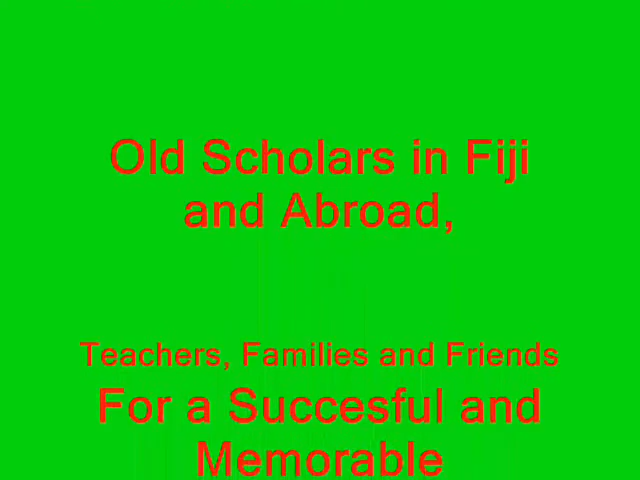 Old Scholars in Fiji
and Abroad,
Teachers, Families and Friends
For a Succesful and
Memorable